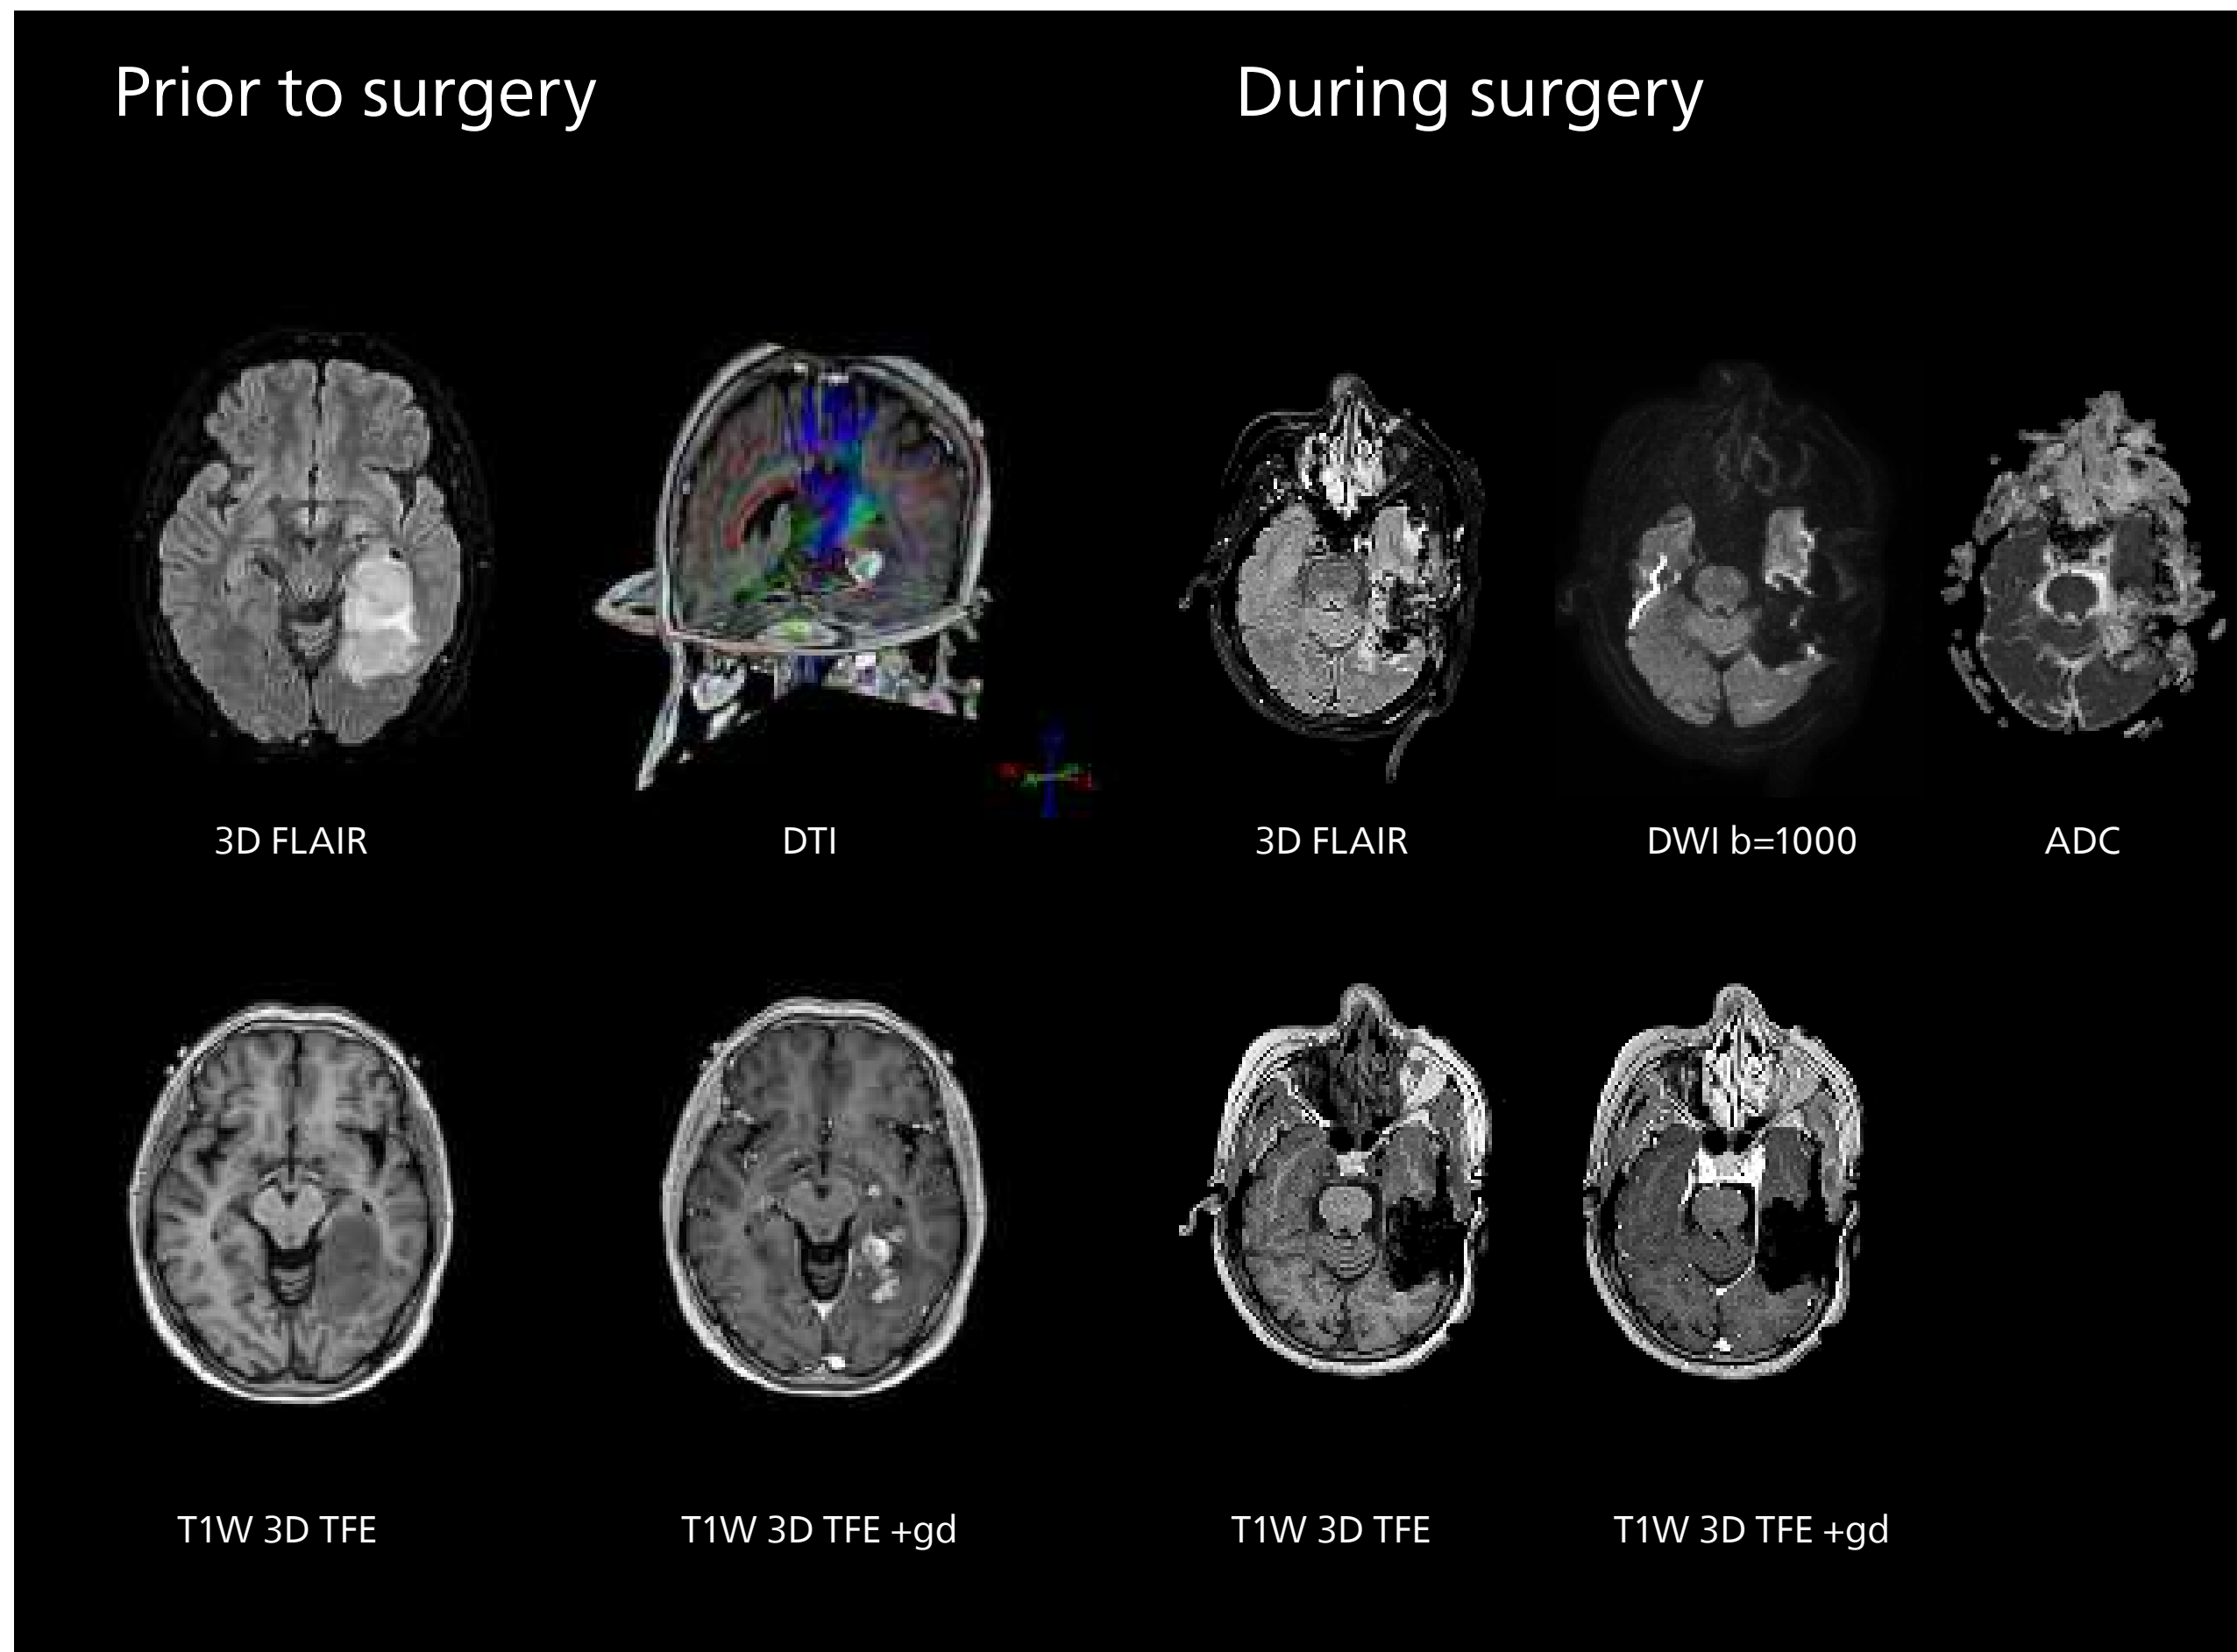 Prior to surgery
During surgery
3D FLAIR
DTI
3D FLAIR
DWI b=1000
ADC
T1W 3D TFE
T1W 3D TFE +gd
T1W 3D TFE
T1W 3D TFE +gd